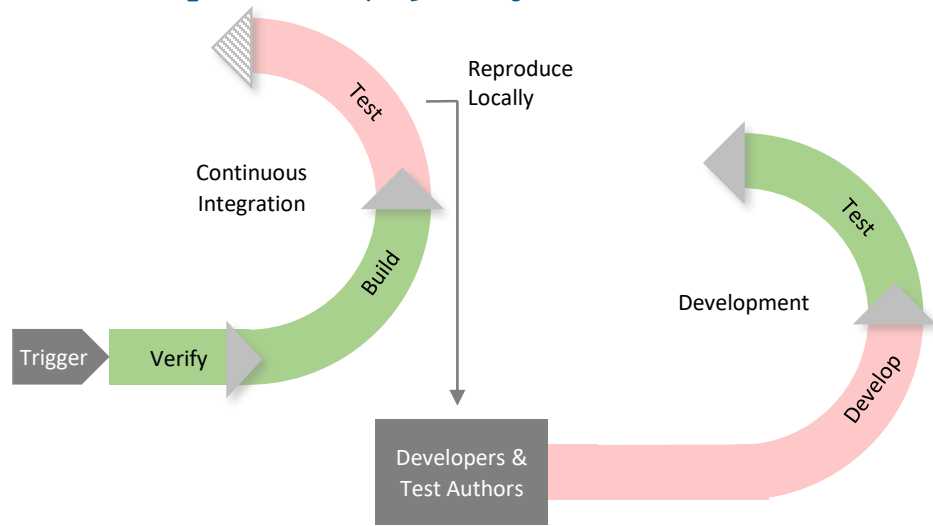 Test
Reproduce
Locally
Continuous
Integration
Build
Trigger
Verify
Test
Development
Develop
Developers &
Test Authors